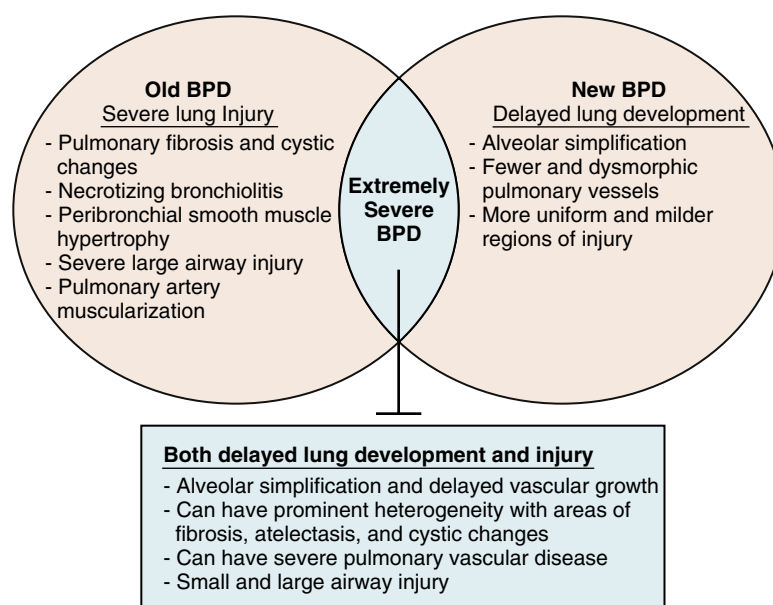 Old BPD
Severe lung Injury
- Pulmonary fibrosis and cystic
changes
- Necrotizing bronchiolitis
- Peribronchial smooth muscle
hypertrophy
- Severe large airway injury
- Pulmonary artery
muscularization
Extremely
Severe
BPD
New BPD
Delayed lung development
- Alveolar simplification
- Fewer and dysmorphic
pulmonary vessels
- More uniform and milder
regions of injury
Both delayed lung development and injury
- Alveolar simplification and delayed vascular growth
- Can have prominent heterogeneity with areas of
fibrosis, atelectasis, and cystic changes
- Can have severe pulmonary vascular disease
- Small and large airway injury